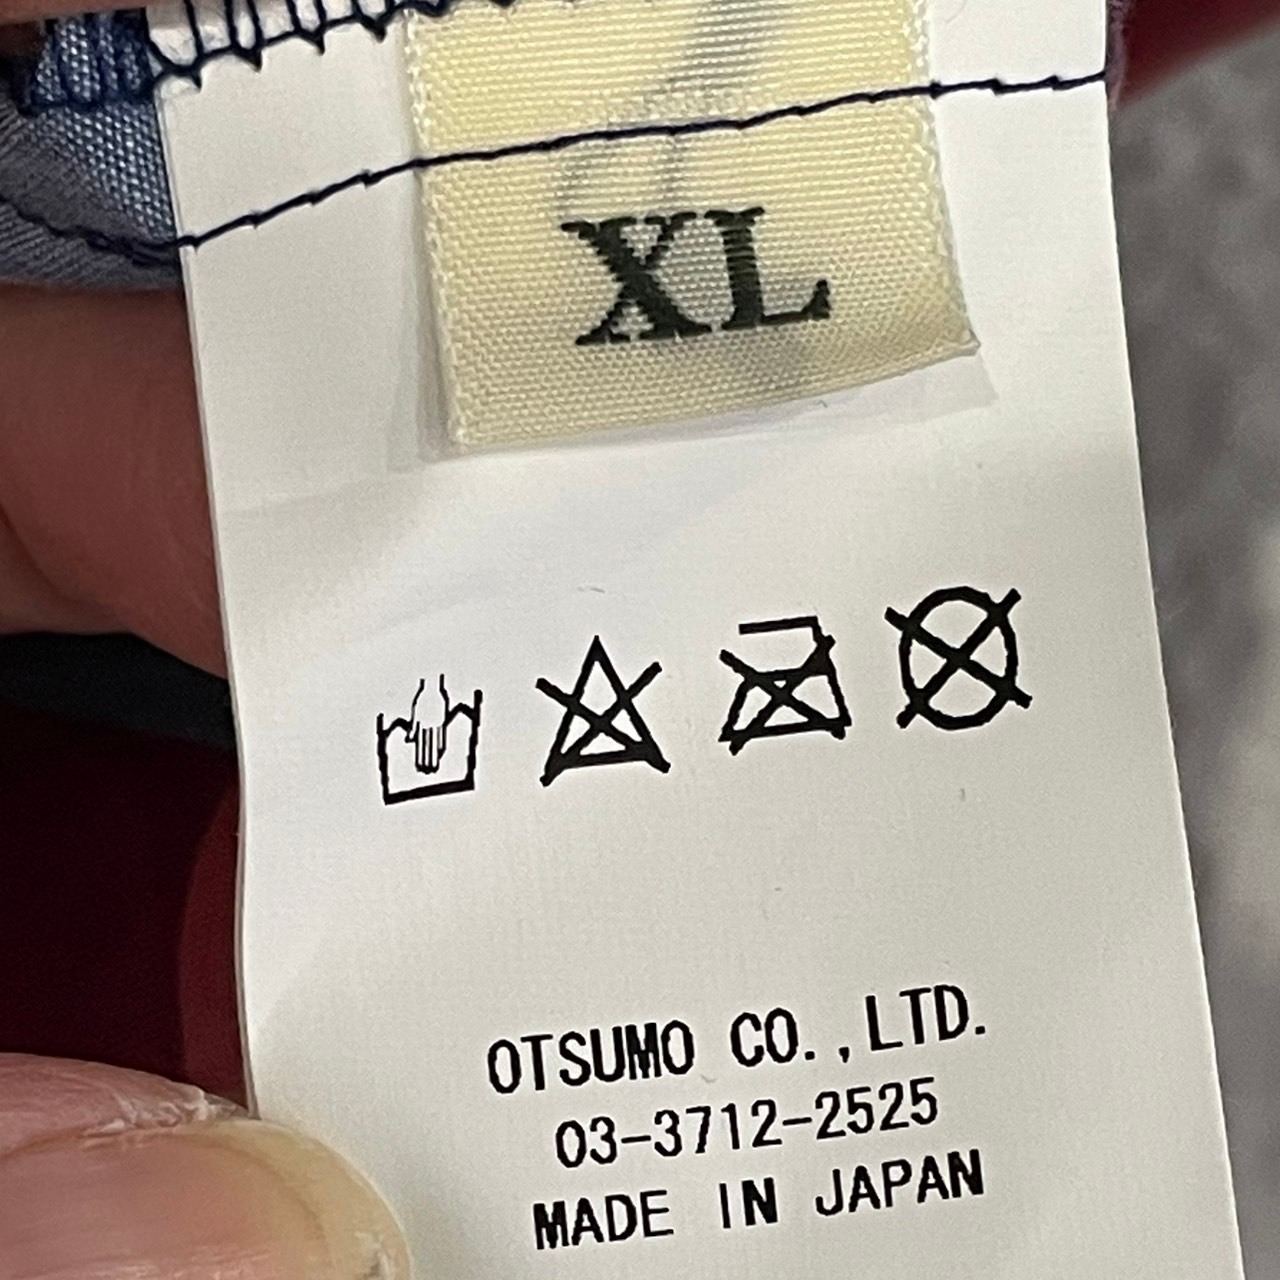 XL
OTSUMO CO.,LTD.
03-3712-2525
MADE IN JAPAN